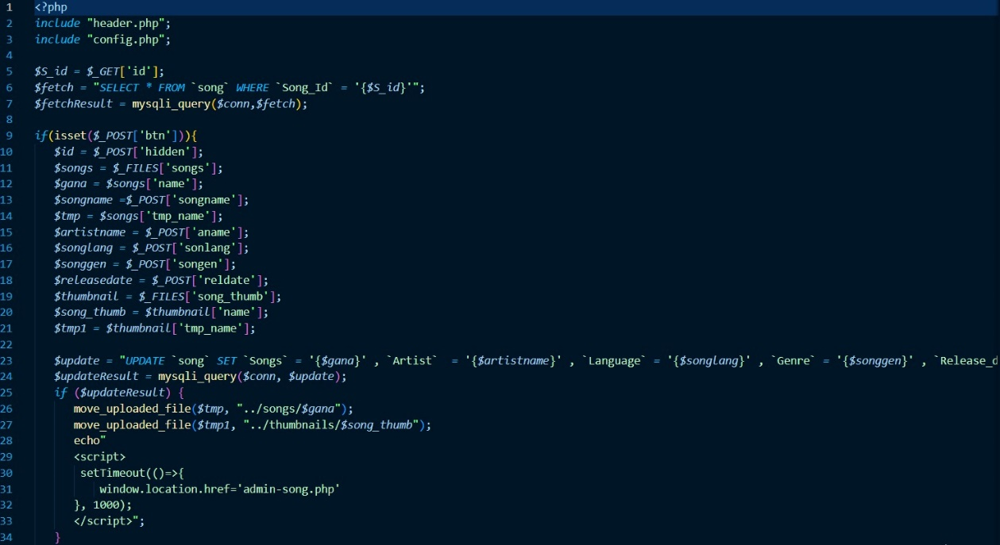 1 <?php
2 include "header.php";
3 include "config.php";
4
5 $S_id = $_GET['id'];
6 $fetch = "SELECT * FROM `song` WHERE `Song_Id` = '{$S_id}'";
7 $fetchResult = mysqli_query($conn,$fetch);
8
9 if(isset($_POST['btn'])){
10 $id = $_POST['hidden'];
11 $songs = $_FILES['songs'];
12 $gana = $songs['name'];
13 $songname =$_POST['songname'];
14 $tmp = $songs['tmp_name'];
15 $artistname = $_POST['aname'];
16 $songlang = $_POST['sonlang'];
17 $songgen = $_POST['songen'];
18 $releasedate = $_POST['reldate'];
19 $thumbnail = $_FILES['song_thumb'];
20 $song_thumb = $thumbnail['name'];
21 $tmp1 = $thumbnail['tmp_name'];
22
23 $update = "UPDATE `song` SET `Songs` = '{$gana}' , `Artist`  = '{$artistname}' , `Language` = '{$songlang}' , `Genre` = '{$songgen}' , `Release_d
24 $updateResult = mysqli_query($conn, $update);
25 if ($updateResult) {
26 move_uploaded_file($tmp, "../songs/$gana");
27 move_uploaded_file($tmp1, "../thumbnails/$song_thumb");
28 echo"
29 <script>
30 setTimeout(()=>{
31 window.location.href='admin-song.php'
32 }, 1000);
33 </script>";
34 }